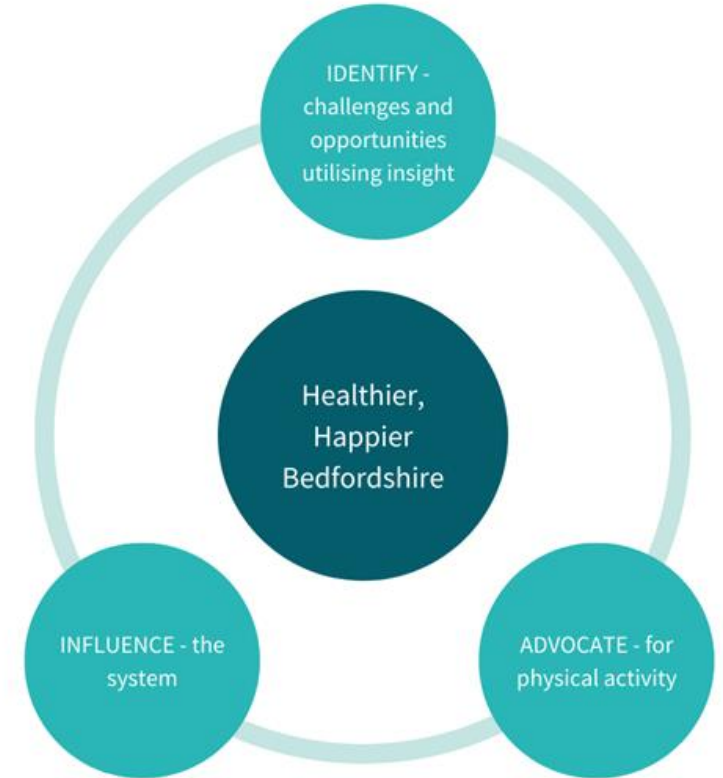 IDENTIFY -
challenges and
opportunities
utilising insight
Healthier,
Happier
Bedfordshire
INFLUENCE - the
system
ADVOCATE - for
physical activity